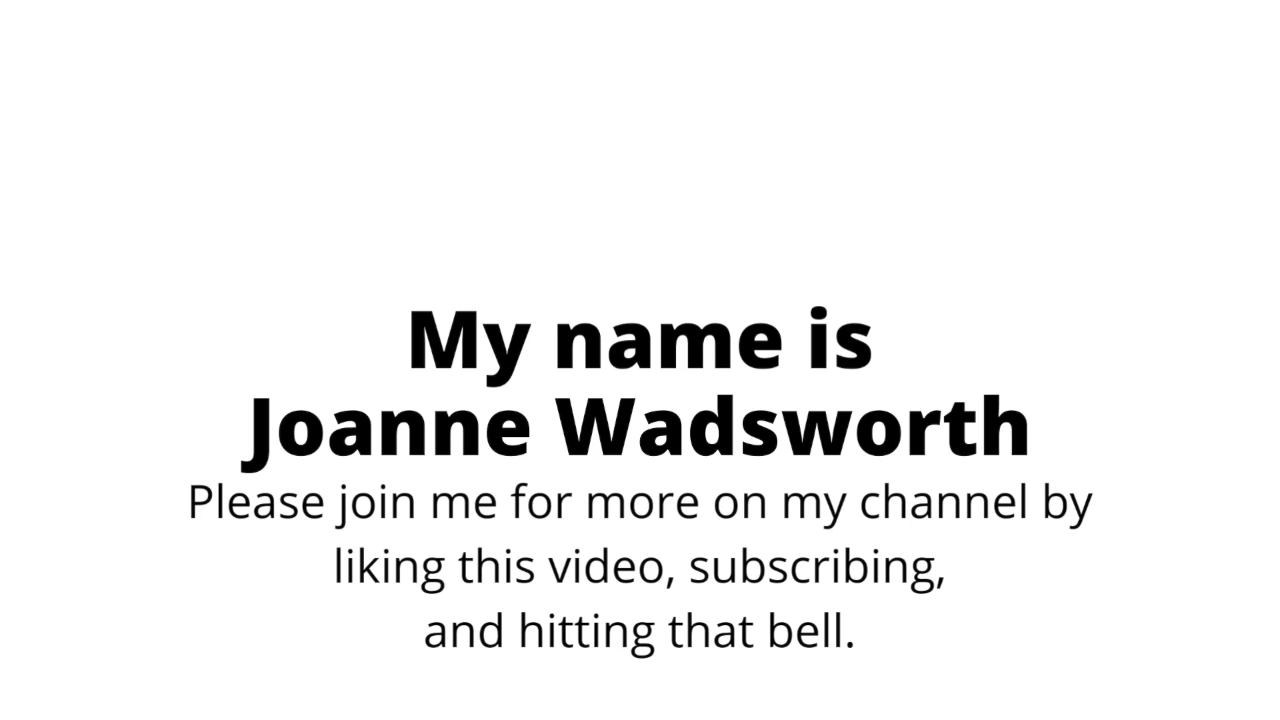 My name is
Joanne Wadsworth
Please join me for more on my channel by
liking this video, subscribing,
and hitting that bell.